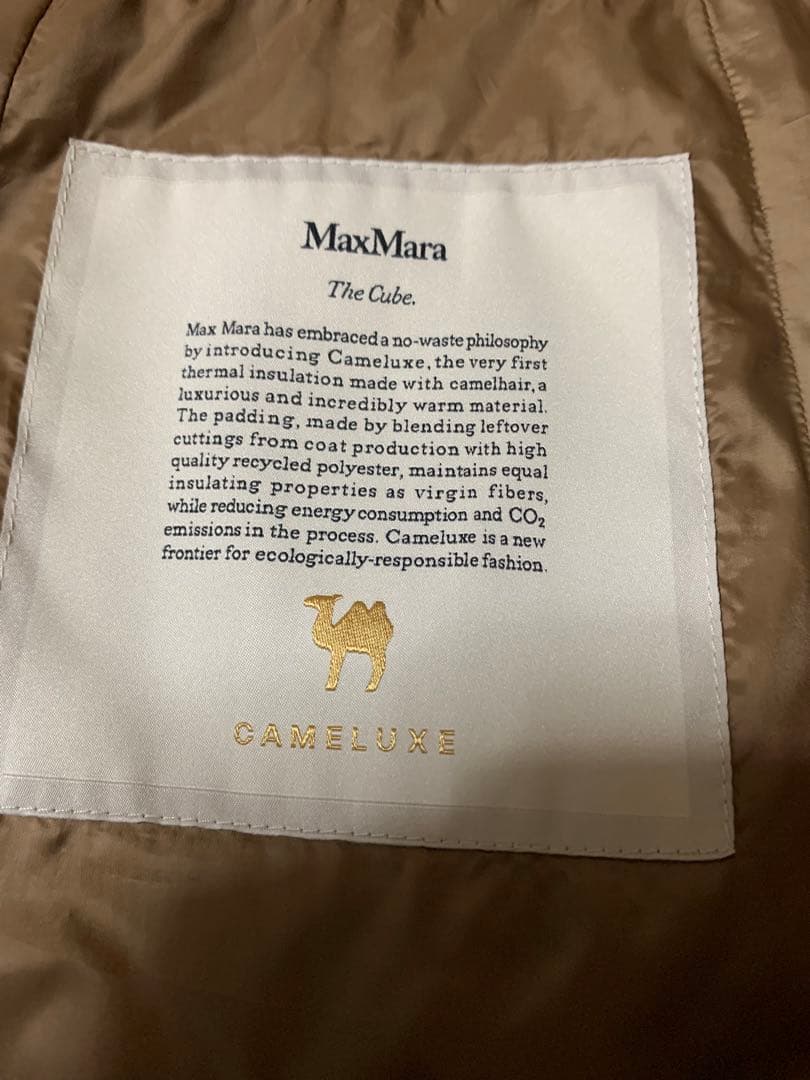 MaxMara
The Cube.
Max Mara has embraced a no-waste philosophy
by introducing Cameluxe, the very first
thermal insulation made with camelhair, a
luxurious and incredibly warm material.
The padding, made by blending leftover
cuttings from coat production with high
quality recycled polyester, maintains equal
insulating properties as virgin fibers,
while reducing energy consumption and CO₂
emissions in the process. Cameluxe is a new
frontier for ecologically-responsible fashion.
CAMELUXE